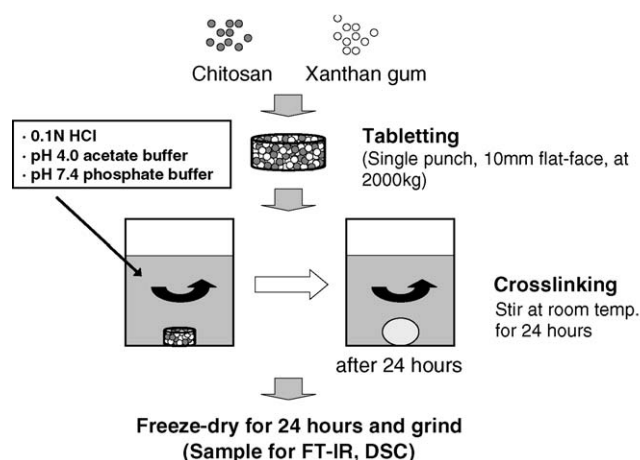 Chitosan
Xanthan gum
· 0.1N HCl
· pH 4.0 acetate buffer
· pH 7.4 phosphate buffer
Tabletting
(Single punch, 10mm flat-face, at
2000kg)
Crosslinking
Stir at room temp.
for 24 hours
after 24 hours
Freeze-dry for 24 hours and grind
(Sample for FT-IR, DSC)